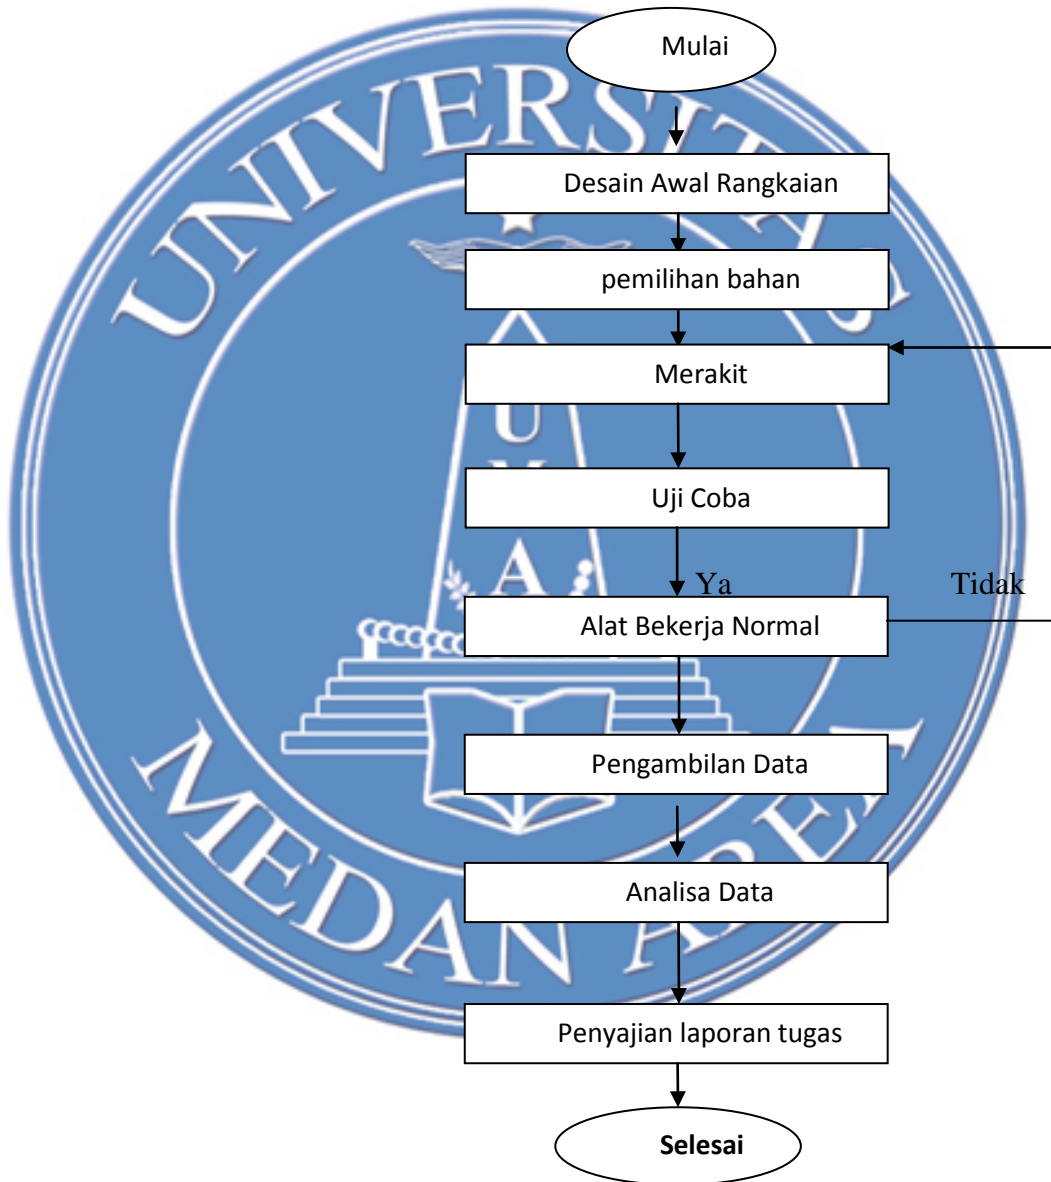 Mulai
UNIVERSITAS
Desain Awal Rangkaian
pemilihan bahan
Merakit
U
Uji Coba
A
Ya
Tidak
Alat Bekerja Normal
Pengambilan Data
MEDAN AREA
Analisa Data
Penyajian laporan tugas
Selesai